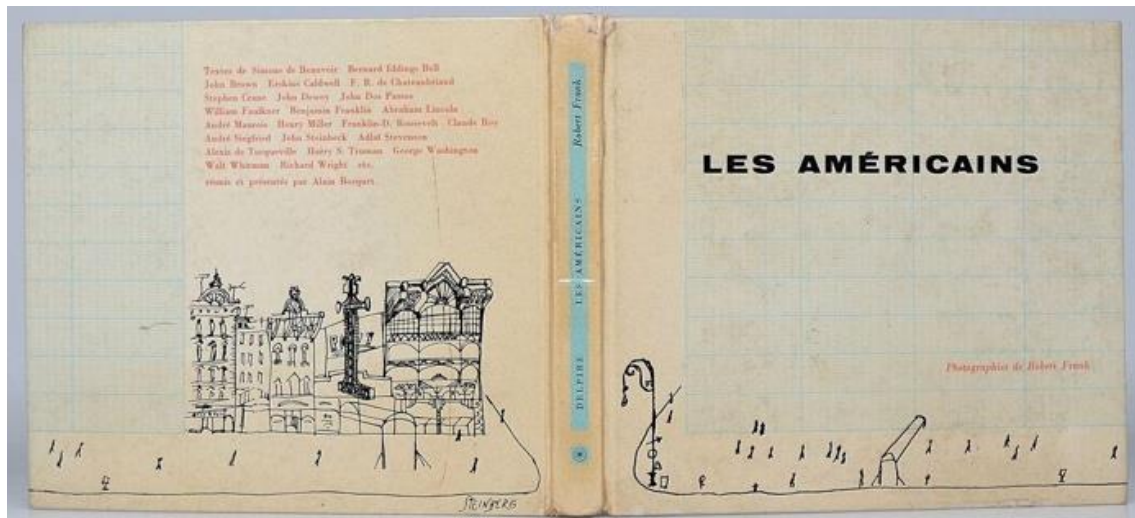 Textes de Simone de Beauvoir Bernard Iddings Bell
John Brown Erskine Caldwell F. R. de Chateaubriand
Stephen Crane John Dewey John Dos Passos
William Faulkner Benjamin Franklin Abraham Lincoln
André Maurois Henry Miller Franklin-D. Roosevelt Claude Roy
André Siegfried John Steinbeck Adlaï Stevenson
Alexis de Tocqueville Harry S. Truman George Washington
Walt Whitman Richard Wright etc.
réunis et présentés par Alain Bosquet.
STEINBERG
DELPIRE LES AMÉRICAINS Robert Frank
LES AMÉRICAINS
Photographies de Robert Frank